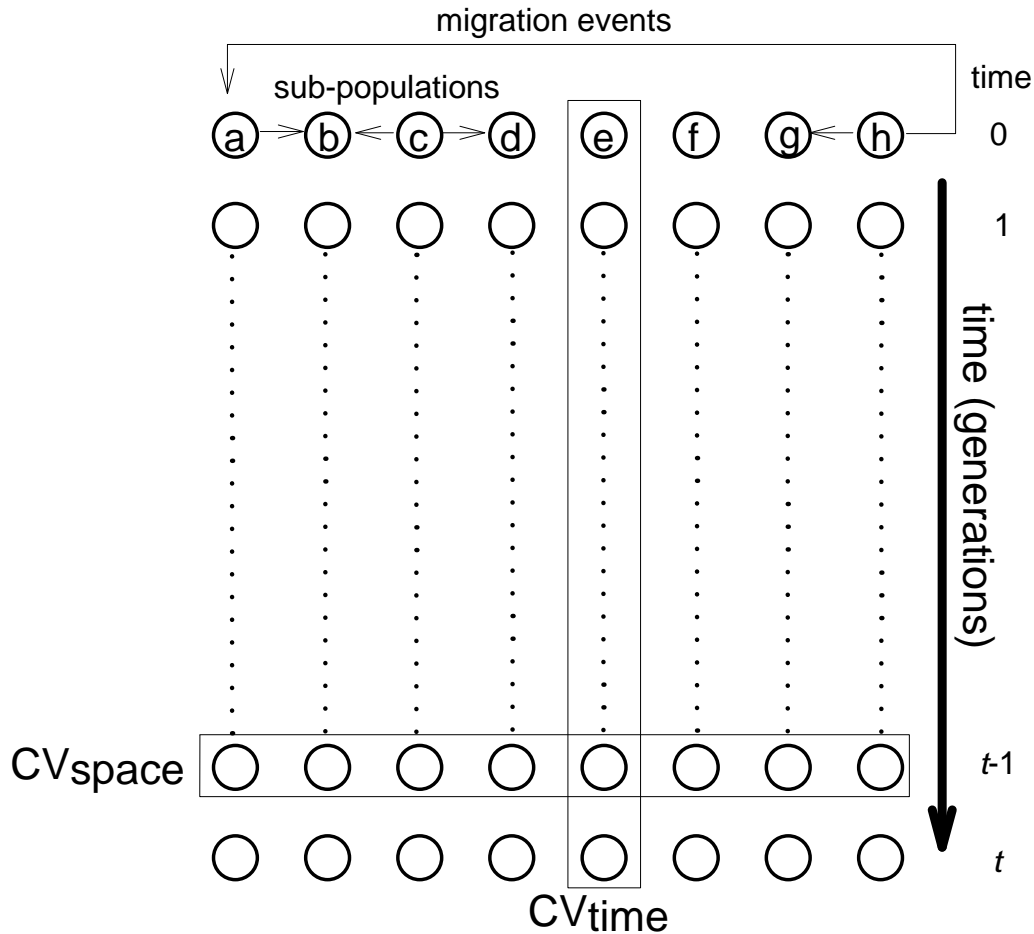 migration events
time
sub-populations
a b c d e f g h 0
1
time (generations)
CVspace
t-1
t
CVtime